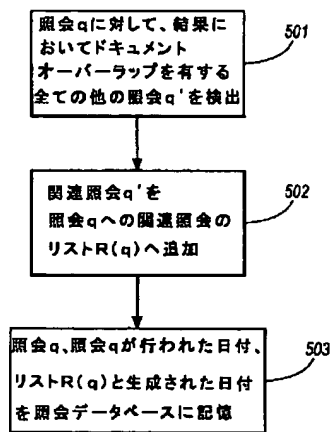 照会qに対して、結果に
おいてドキュメント
オーバーラップを有する
全ての他の照会q'を検出
501
関連照会q'を
照会qへの関連照会の
リストR(q)へ追加
502
照会q、照会qが行われた日付、
リストR(q)と生成された日付
を照会データベースに記憶
503